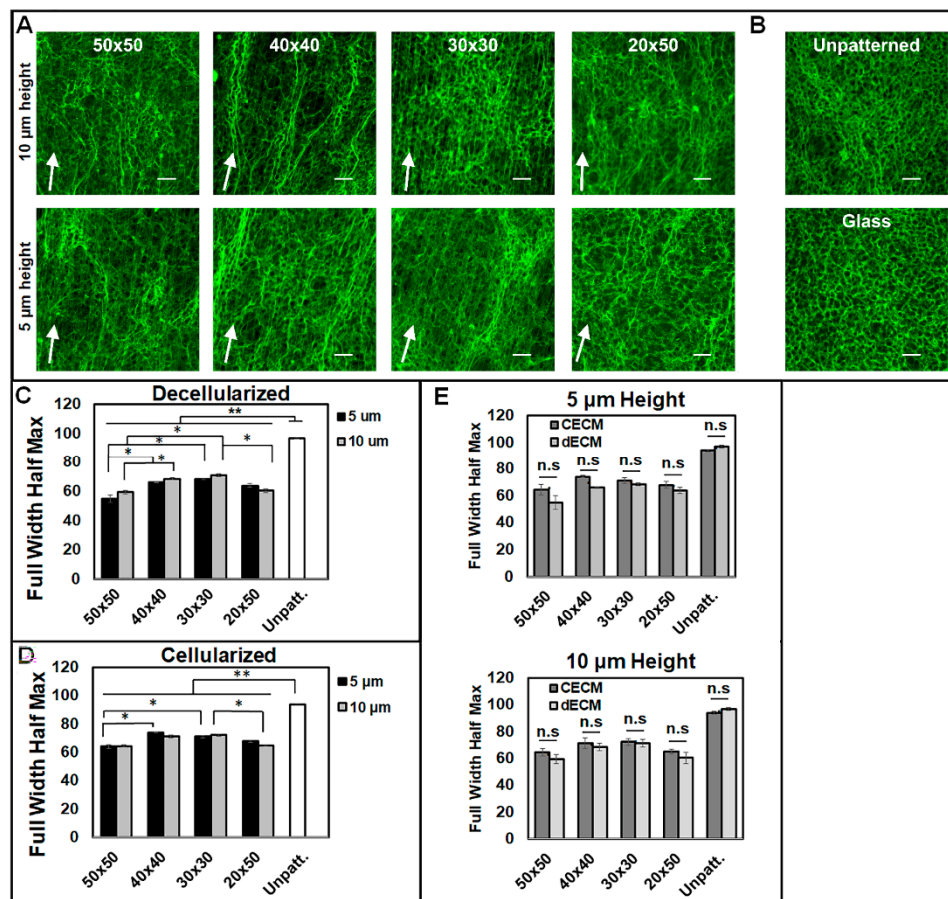 A
50x50
40x40
30x30
20x50
B
Unpatterned
10 µm height
5 µm height
Glass
C
Decellularized
**
*
*
*
*
*
5 um
10 um
Full Width Half Max
120
100
80
60
40
20
0
50x50
40x40
30x30
20x50
Unpatt.
D
Cellularized
**
*
*
*
5 µm
10 µm
Full Width Half Max
120
100
80
60
40
20
0
50x50
40x40
30x30
20x50
Unpatt.
E
5 µm Height
CECM
dECM
n.s
n.s
n.s
n.s
n.s
Full Width Half Max
120
100
80
60
40
20
0
50x50
40x40
30x30
20x50
Unpatt.
10 µm Height
CECM
dECM
n.s
n.s
n.s
n.s
n.s
Full Width Half Max
120
100
80
60
40
20
0
50x50
40x40
30x30
20x50
Unpatt.